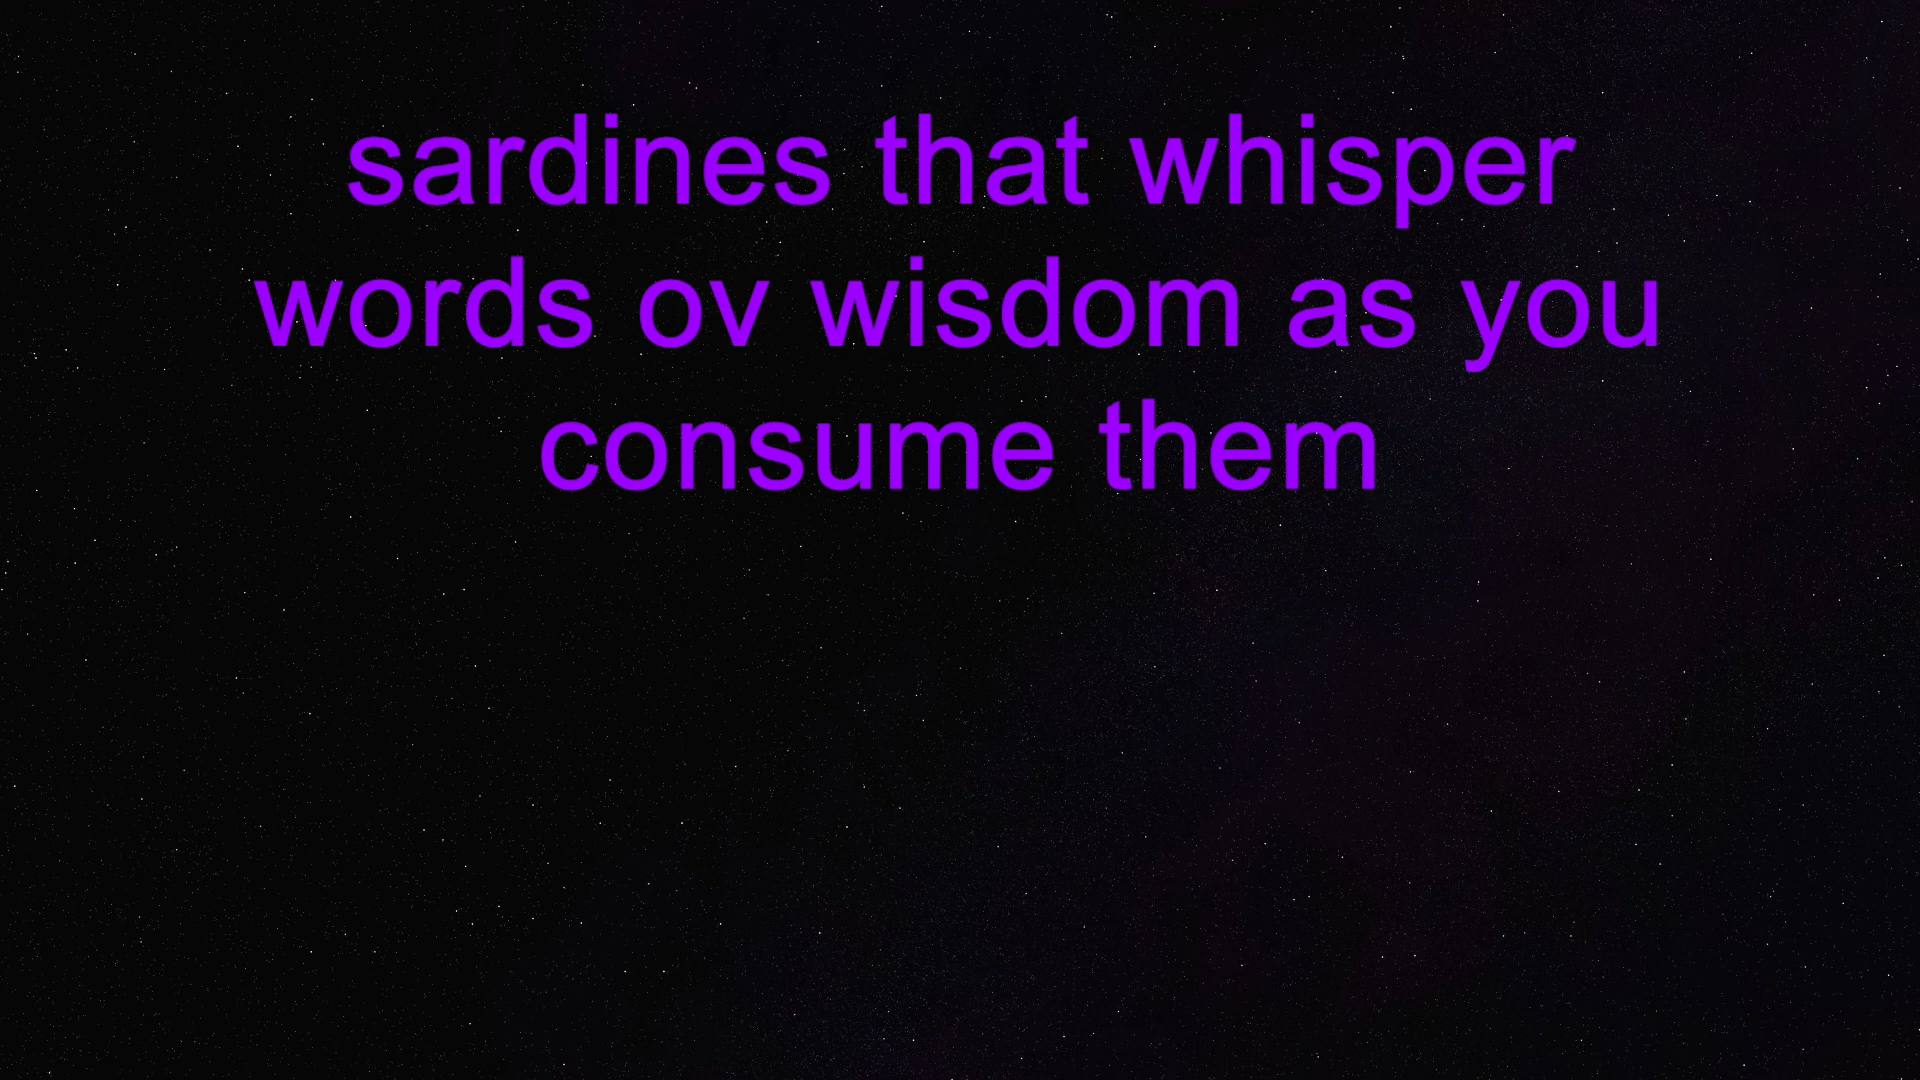 sardines that whisper
words ov wisdom as you
consume them